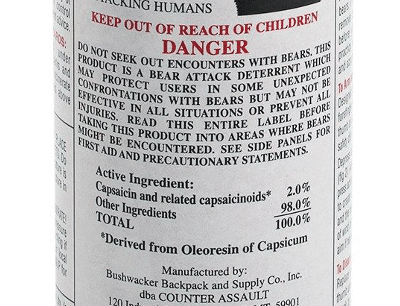 ATTACKING HUMANS
KEEP OUT OF REACH OF CHILDREN
DANGER
DO NOT SEEK OUT ENCOUNTERS WITH BEARS. THIS
PRODUCT IS A BEAR ATTACK DETERRENT WHICH
MAY PROTECT USERS IN SOME UNEXPECTED
CONFRONTATIONS WITH BEARS BUT MAY NOT BE
EFFECTIVE IN ALL SITUATIONS OR PREVENT ALL
INJURIES. READ THIS ENTIRE LABEL BEFORE
TAKING THIS PRODUCT INTO AREAS WHERE BEARS
MIGHT BE ENCOUNTERED. SEE SIDE PANELS FOR
FIRST AID AND PRECAUTIONARY STATEMENTS.
Active Ingredient:
Capsaicin and related capsaicinoids* 2.0%
Other Ingredients 98.0%
TOTAL 100.0%
*Derived from Oleoresin of Capsicum
Manufactured by:
Bushwacker Backpack and Supply Co., Inc.
dba COUNTER ASSAULT
120 59901